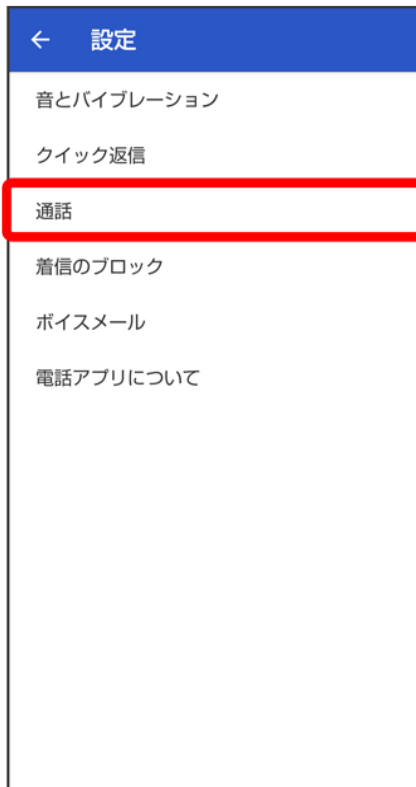 設定
音とバイブレーション
クイック返信
通話
着信のブロック
ボイスメール
電話アプリについて